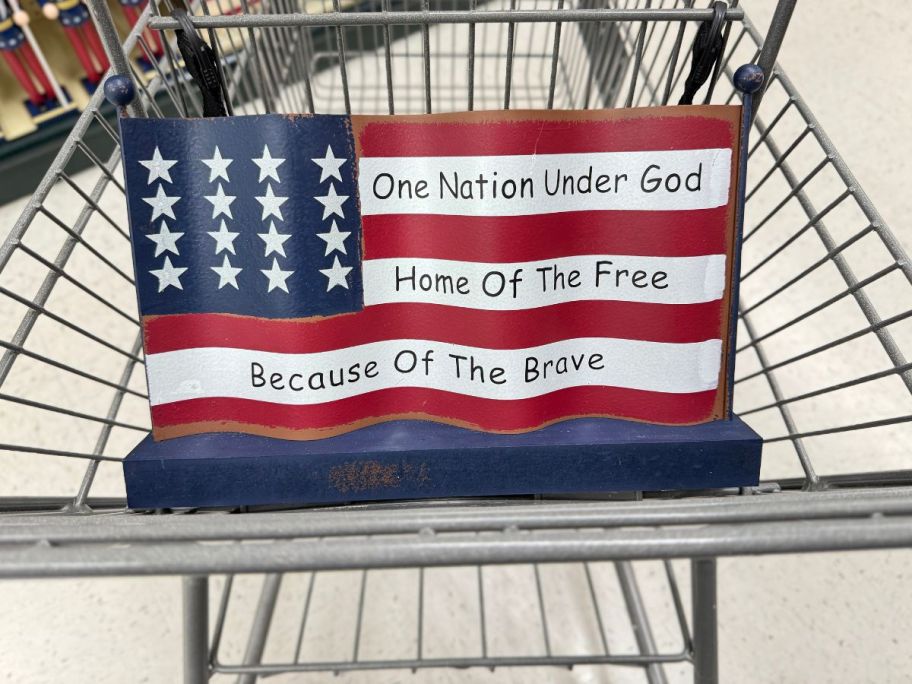 One Nation Under God
Home Of The Free
Because Of The Brave